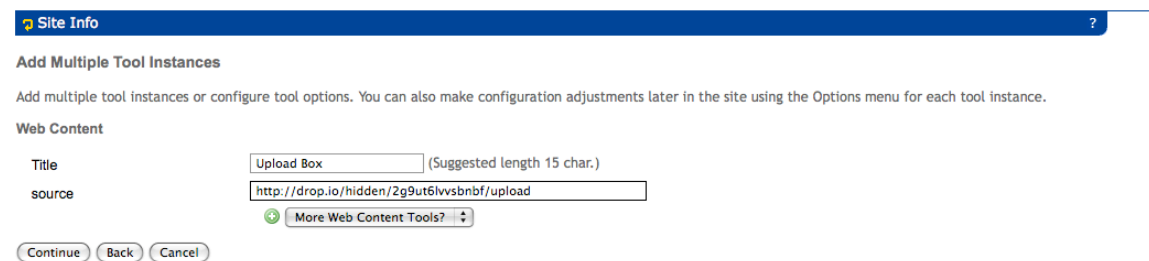 Site Info ?
Add Multiple Tool Instances
Add multiple tool instances or configure tool options. You can also make configuration adjustments later in the site using the Options menu for each tool instance.
Web Content
Title Upload Box (Suggested length 15 char.)
source http://drop.io/hidden/2g9ut6lvvsbnbf/upload
More Web Content Tools?
Continue Back Cancel